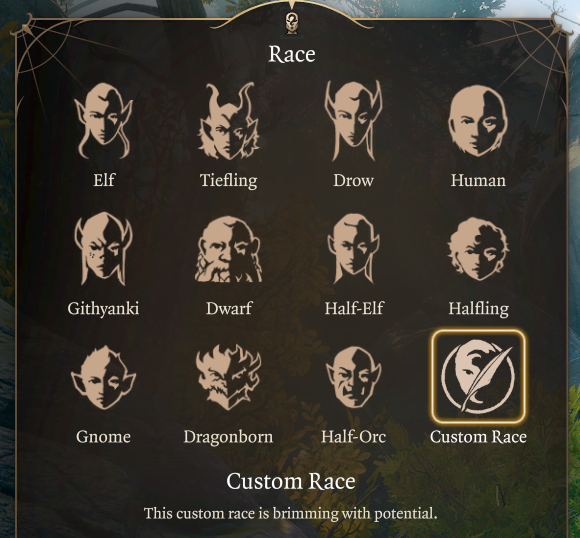 Race
Elf Tiefling Drow Human
Githyanki Dwarf Half-Elf Halfling
Gnome Dragonborn Half-Orc Custom Race
Custom Race
This custom race is brimming with potential.